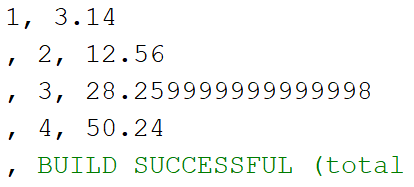 1, 3.14
, 2, 12.56
, 3, 28.259999999999998
, 4, 50.24
, BUILD SUCCESSFUL (total